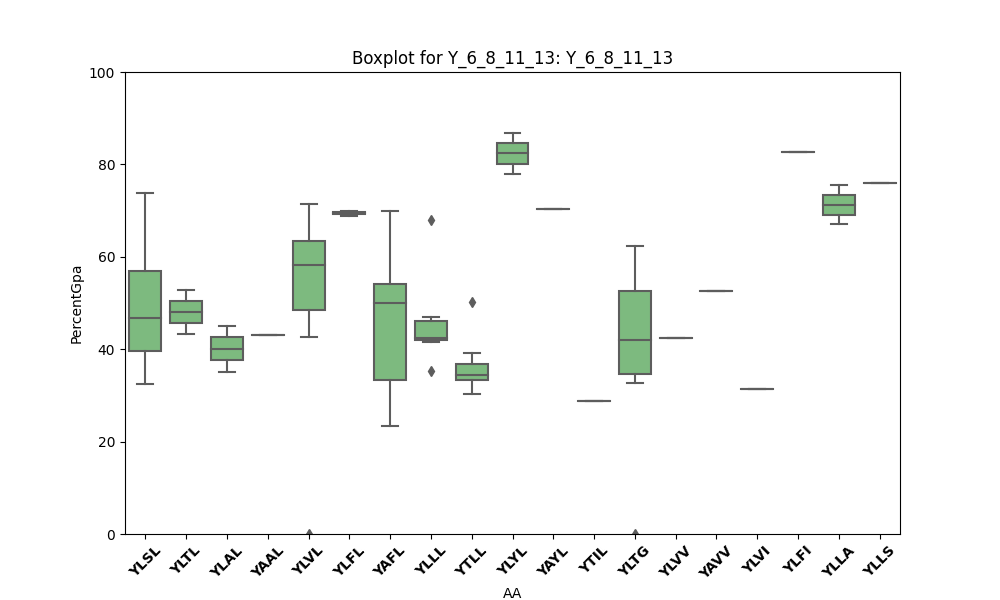 Boxplot for Y_6_8_11_13: Y_6_8_11_13
100
80
60
40
20
0
PercentGpa
YLSL YLTL YLAL YAAL YLVL YLFL YAFL YLLL YTLL YLYL YAYL YTIL YLTG YLVV YAVV YLVI YLFI YLLA YLLS
AA